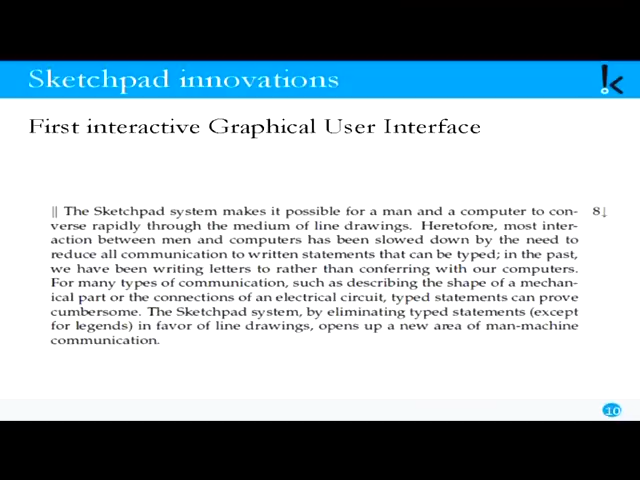 Sketchpad innovations
First interactive Graphical User Interface
|| The Sketchpad system makes it possible for a man and a computer to con- 8↓
verse rapidly through the medium of line drawings. Heretofore, most inter-
action between men and computers has been slowed down by the need to
reduce all communication to written statements that can be typed; in the past,
we have been writing letters to rather than conferring with our computers.
For many types of communication, such as describing the shape of a mechan-
ical part or the connections of an electrical circuit, typed statements can prove
cumbersome. The Sketchpad system, by eliminating typed statements (except
for legends) in favor of line drawings, opens up a new area of man-machine
communication.
10